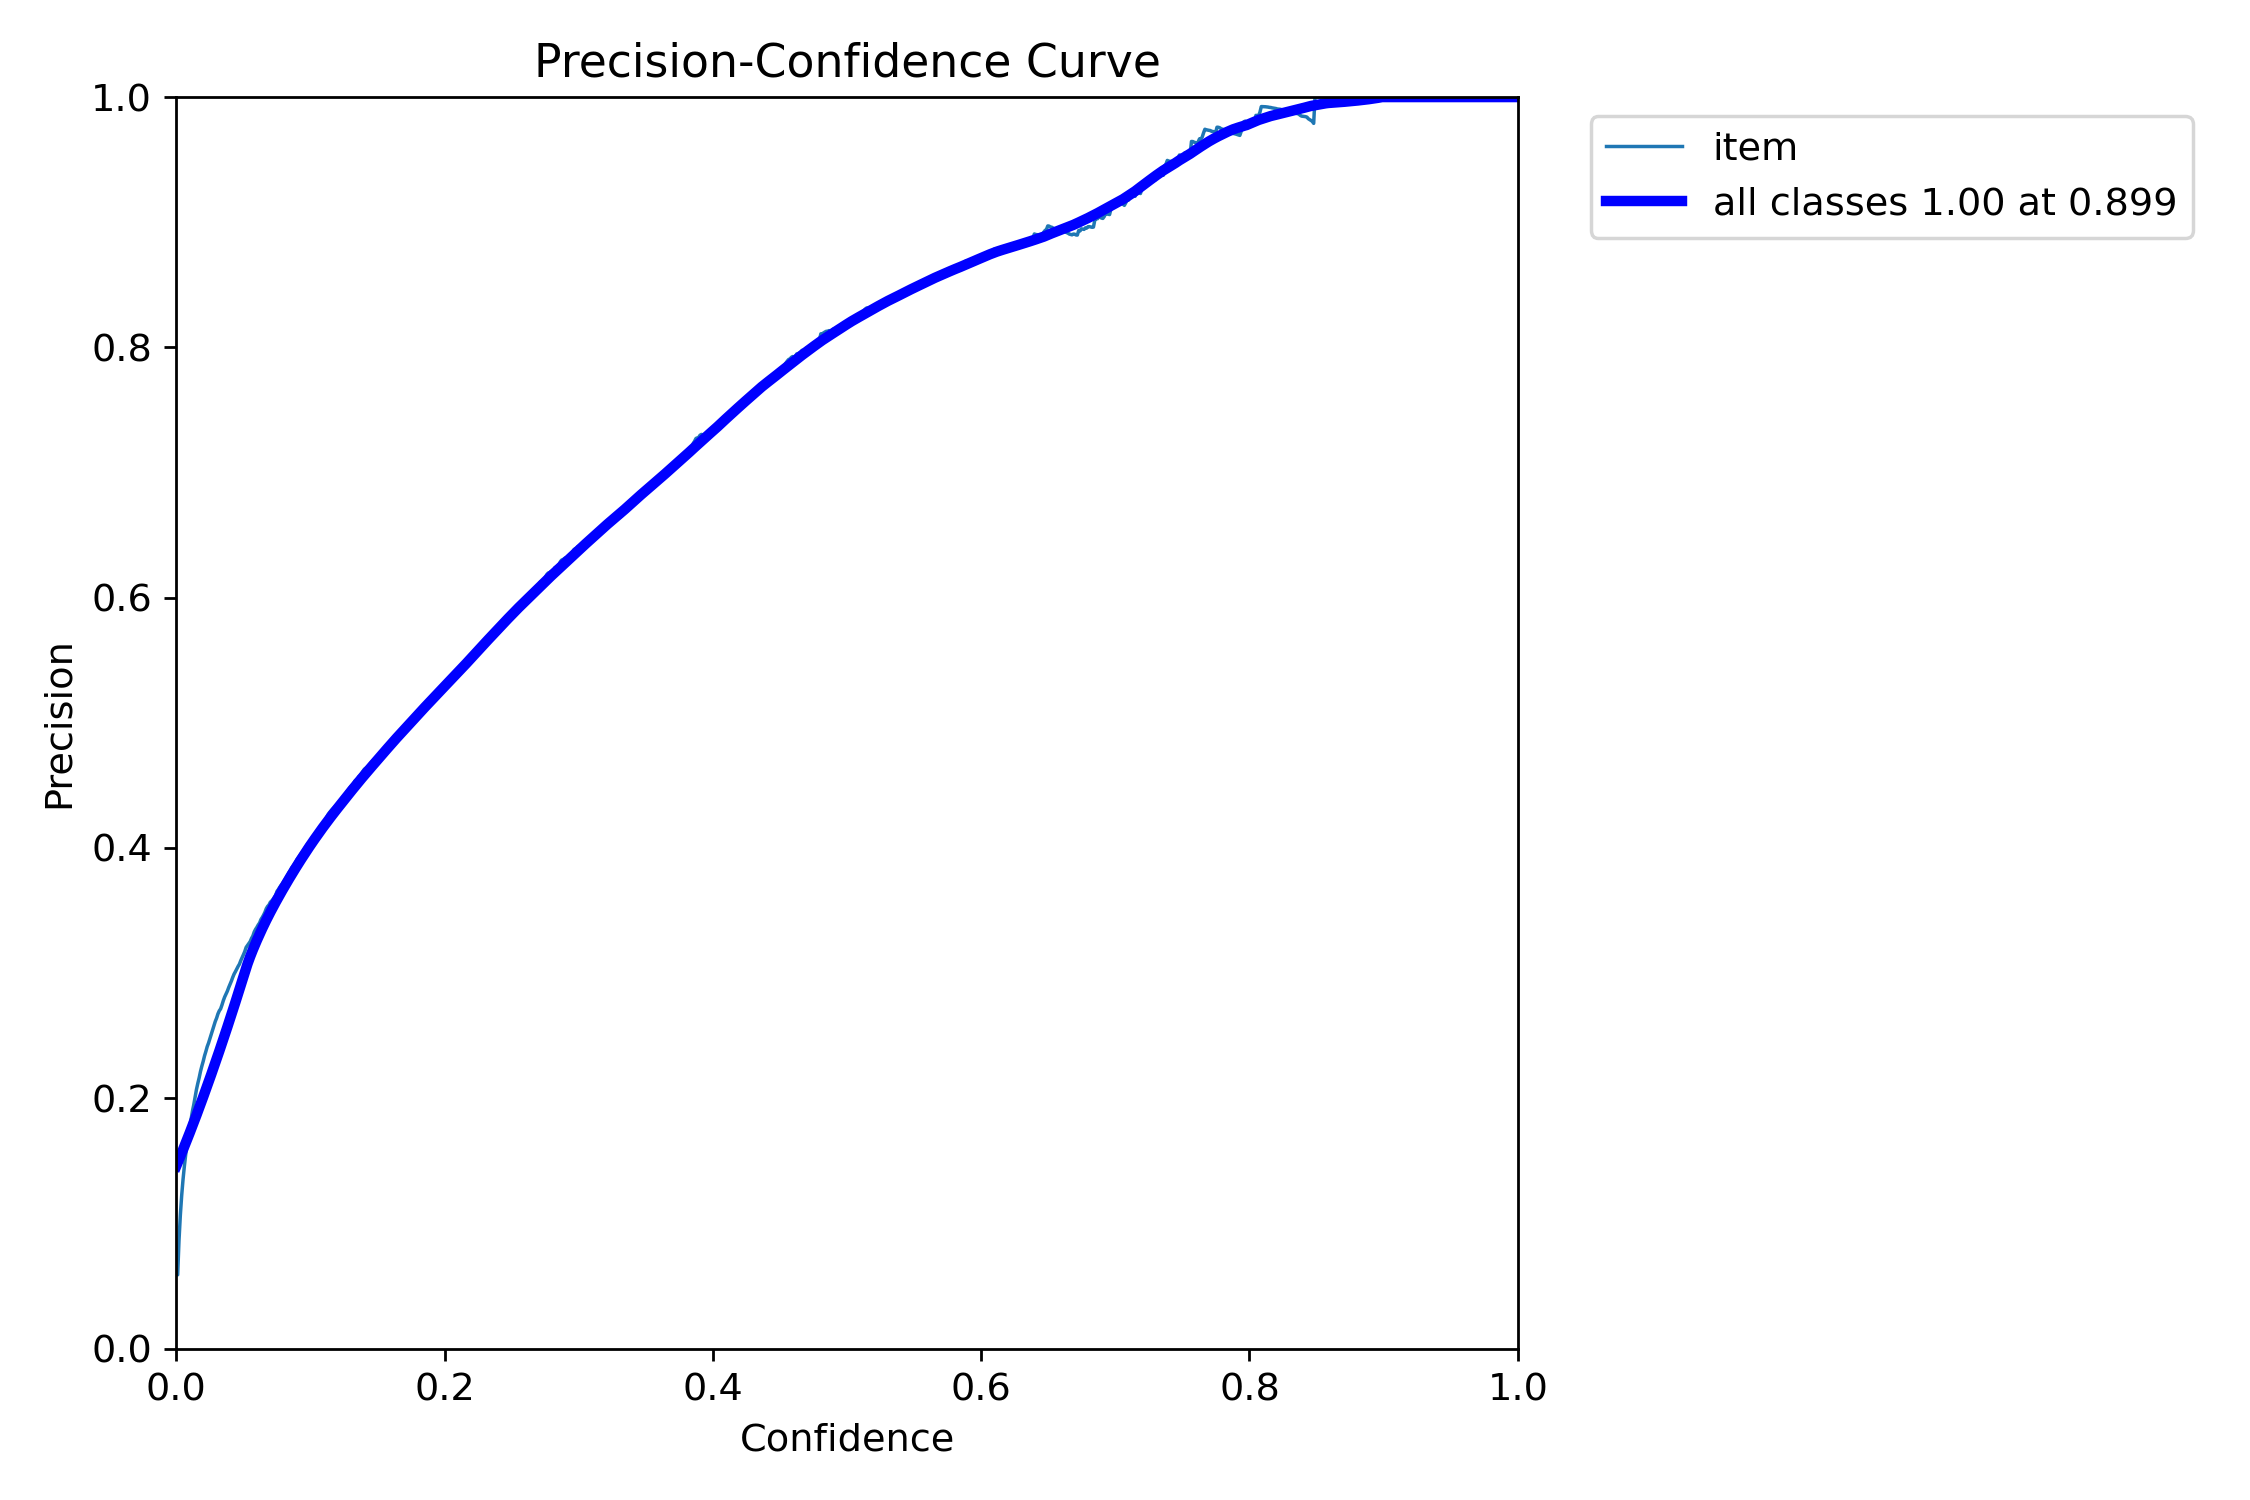 Precision-Confidence Curve
1.0
0.8
0.6
0.4
0.2
0.0
Precision
0.0 0.2 0.4 0.6 0.8 1.0
Confidence
item
all classes 1.00 at 0.899